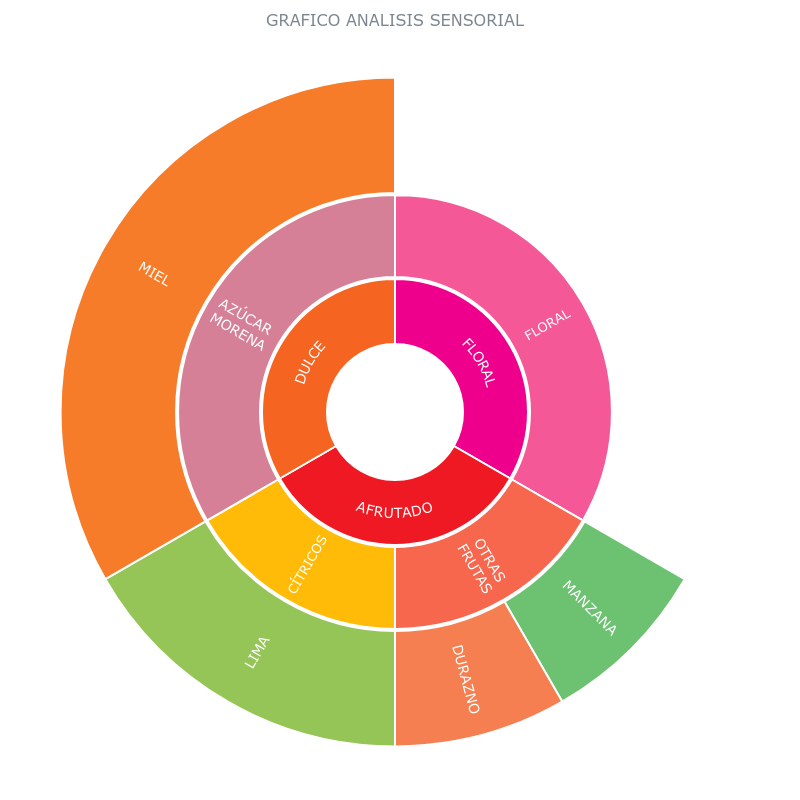 GRAFICO ANALISIS SENSORIAL
MIEL
AZÚCAR
MORENA
DULCE
FLORAL
FLORAL
AFRUTADO
CÍTRICOS
OTRAS
FRUTAS
MANZANA
LIMA
DURAZNO